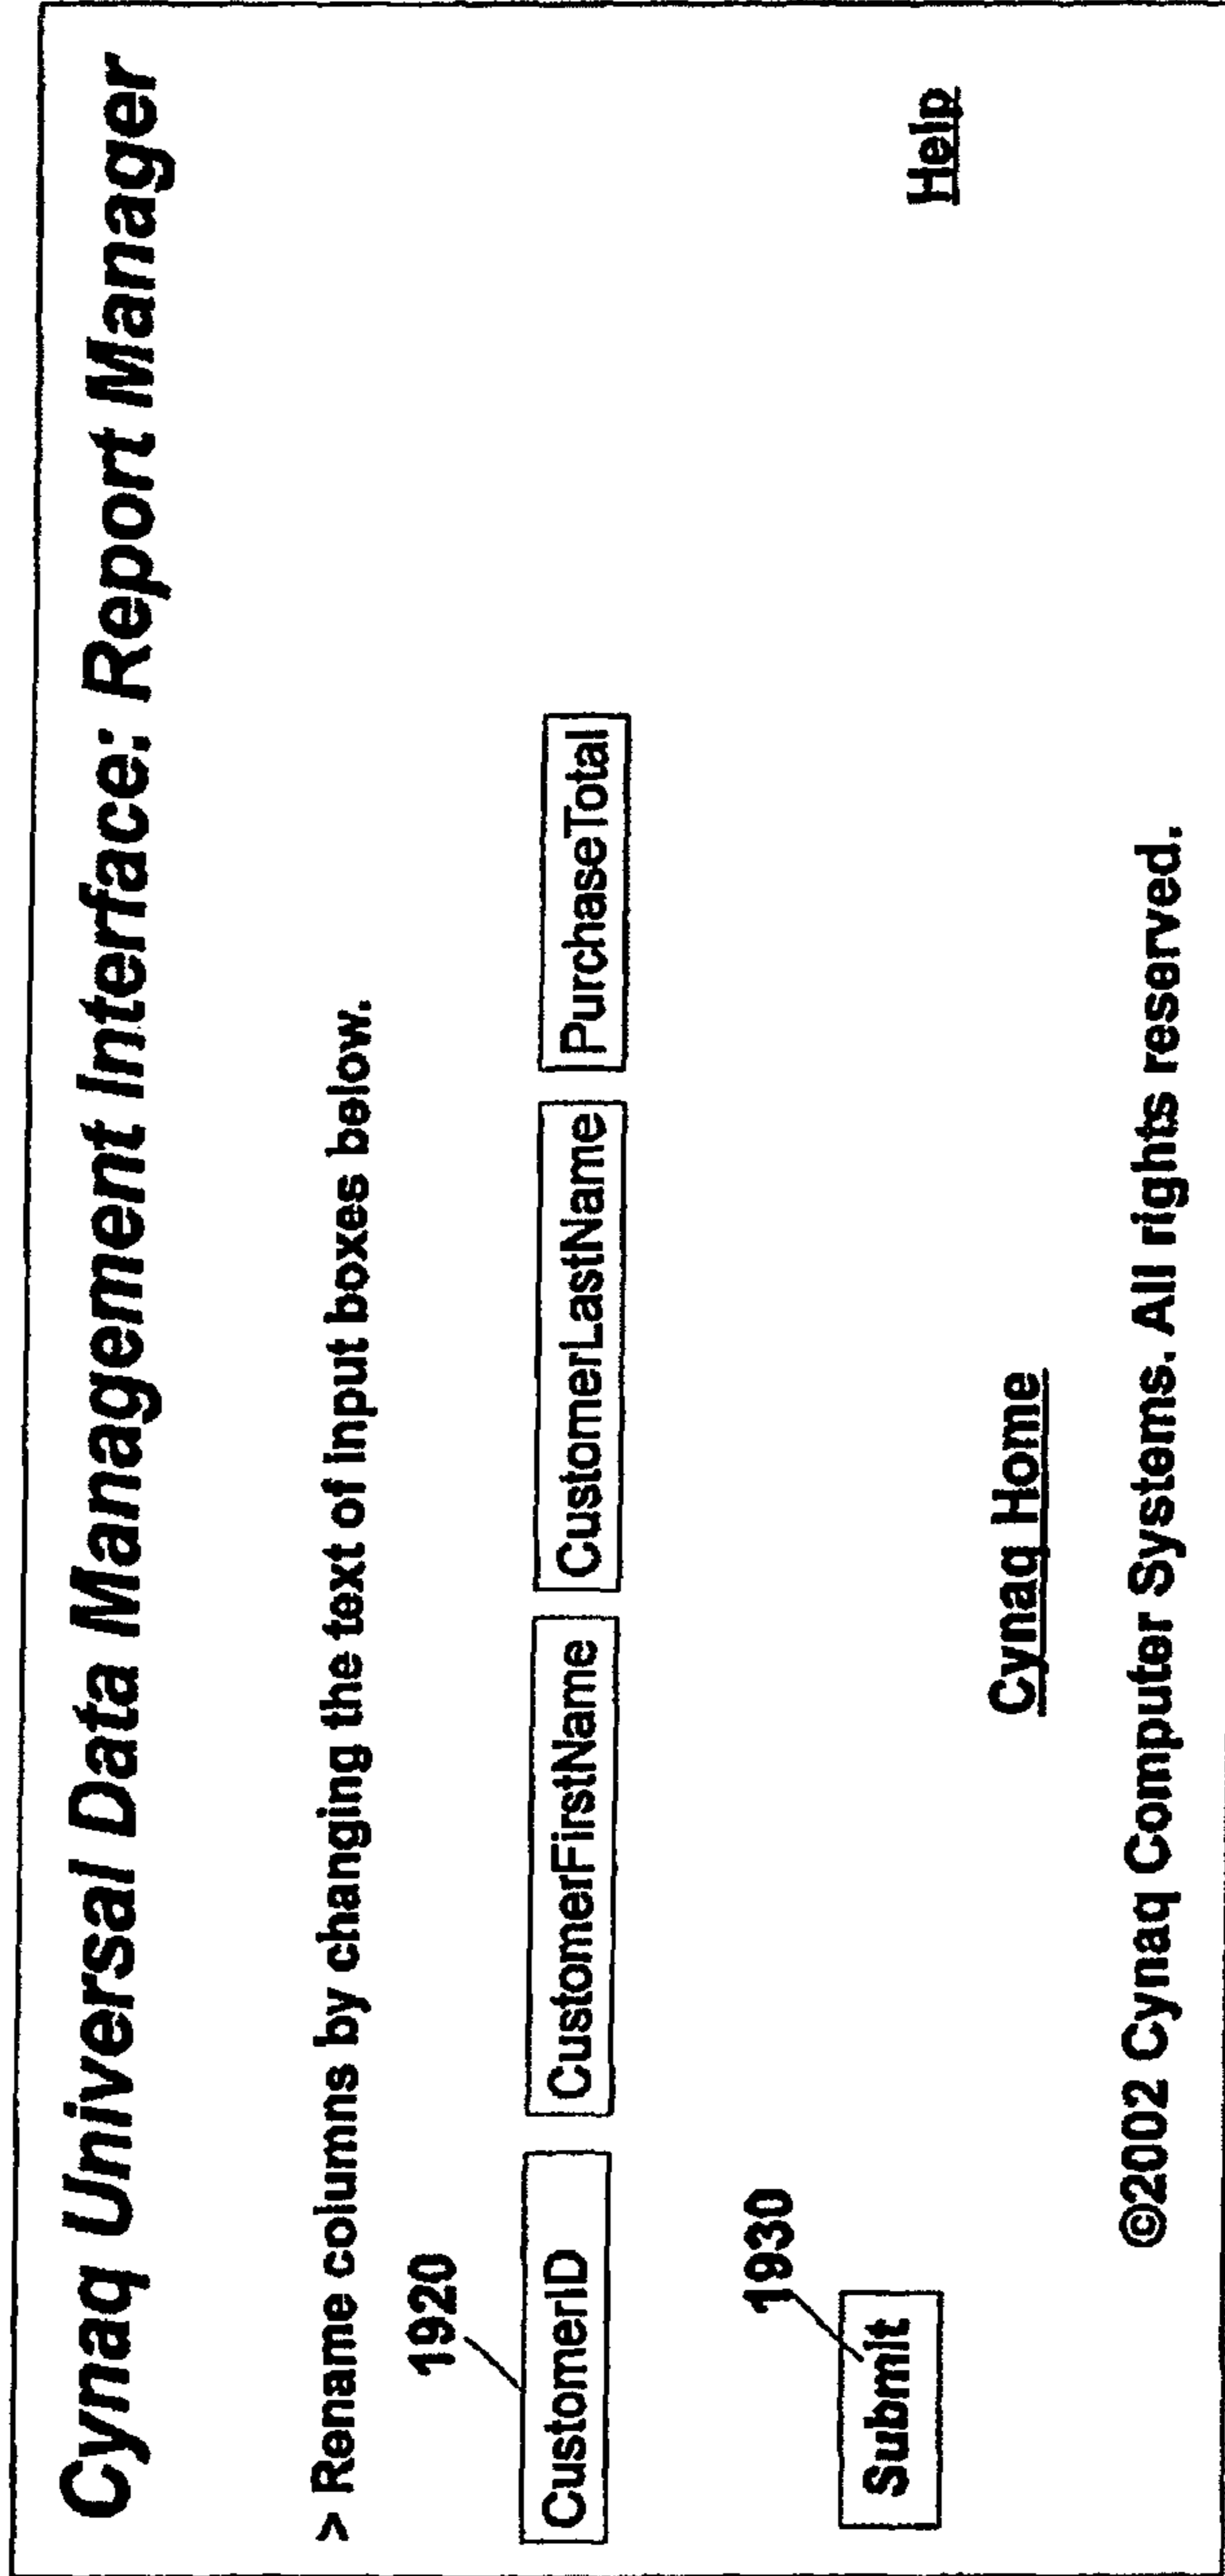 Cynaq Universal Data Management Interface: Report Manager
> Rename columns by changing the text of input boxes below.
1920
CustomerID CustomerFirstName CustomerLastName PurchaseTotal
1930
Submit
Help
Cynaq Home
©2002 Cynaq Computer Systems. All rights reserved.